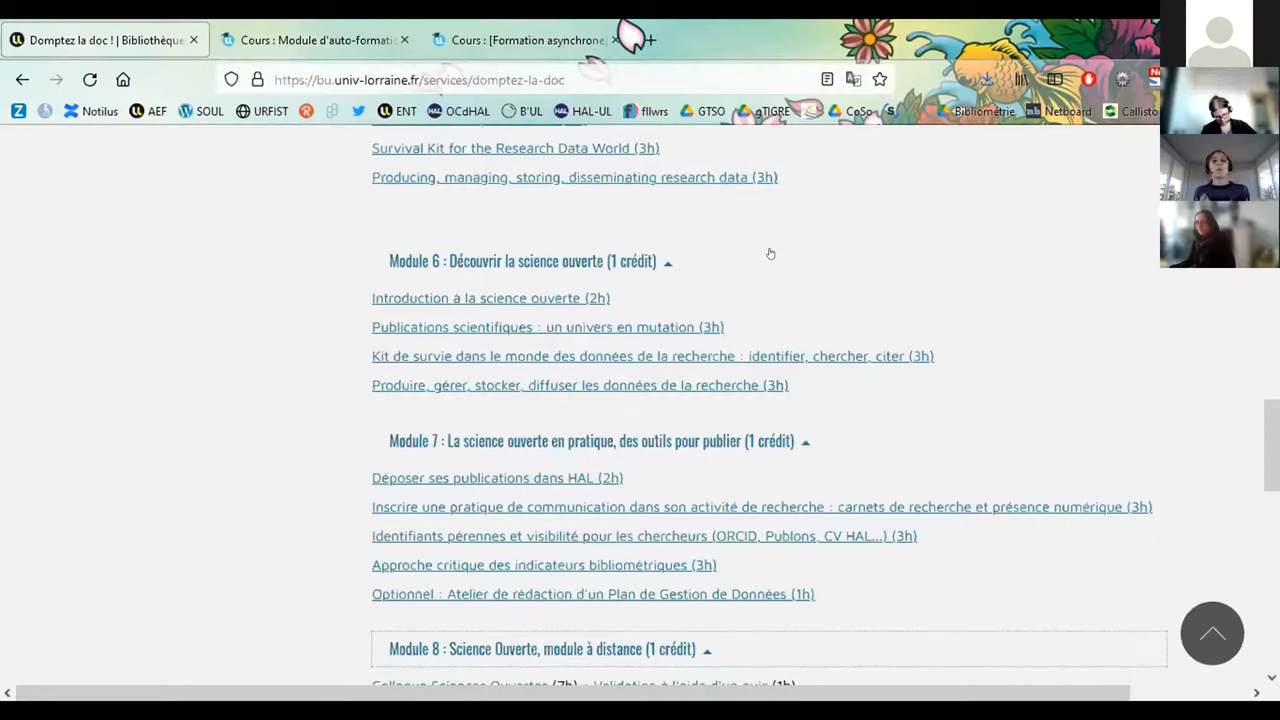 Domptez la doc ! | Bibliothèque
Cours : Module d'auto-formati
Cours : [Formation asynchrone]
https://bu.univ-lorraine.fr/services/domptez-la-doc
Notilus AEF SOUL URFIST ENT OCdHAL B'UL HAL-UL fllwrs GTSO gTIGRE CoSo Bibliométrie Netboard Callisto
Survival Kit for the Research Data World (3h)
Producing, managing, storing, disseminating research data (3h)
Module 6 : Découvrir la science ouverte (1 crédit)
Introduction à la science ouverte (2h)
Publications scientifiques : un univers en mutation (3h)
Kit de survie dans le monde des données de la recherche : identifier, chercher, citer (3h)
Produire, gérer, stocker, diffuser les données de la recherche (3h)
Module 7 : La science ouverte en pratique, des outils pour publier (1 crédit)
Déposer ses publications dans HAL (2h)
Inscrire une pratique de communication dans son activité de recherche : carnets de recherche et présence numérique (3h)
Identifiants pérennes et visibilité pour les chercheurs (ORCID, Publons, CV HAL...) (3h)
Approche critique des indicateurs bibliométriques (3h)
Optionnel : Atelier de rédaction d'un Plan de Gestion de Données (1h)
Module 8 : Science Ouverte, module à distance (1 crédit)